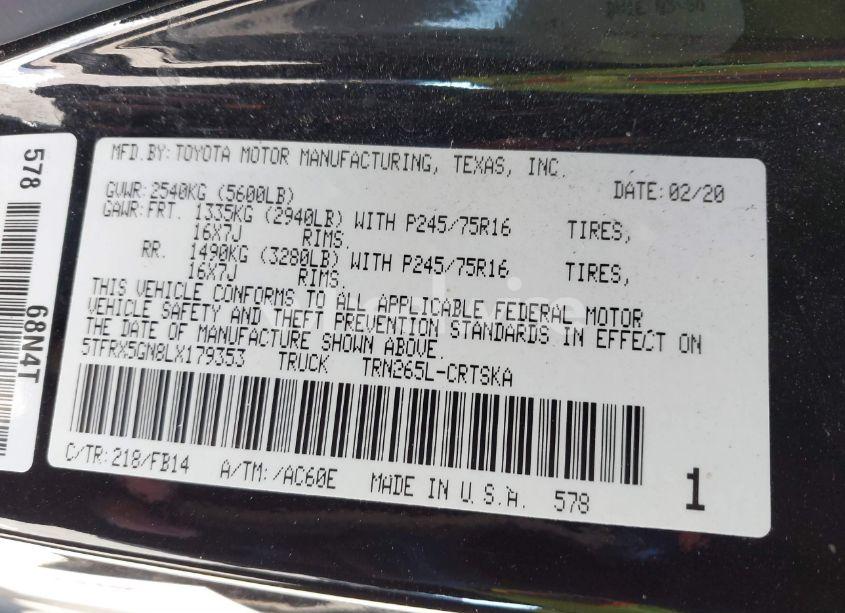 MFD.BY: TOYOTA MOTOR MANUFACTURING, TEXAS, INC.
GVWR: 2540KG (5600LB) DATE: 02/20
GAWR: FRT. 1335KG (2940LB) WITH P245/75R16 TIRES,
16X7J RIMS.
RR. 1490KG (3280LB) WITH P245/75R16 TIRES,
16X7J RIMS.
THIS VEHICLE CONFORMS TO ALL APPLICABLE FEDERAL MOTOR
VEHICLE SAFETY AND THEFT PREVENTION STANDARDS IN EFFECT ON
THE DATE OF MANUFACTURE SHOWN ABOVE.
5TFRX5GN8LX179353 TRUCK TRN265L-CRTSKA
C/TR: 218/FB14 A/TM: /AC60E MADE IN U.S.A. 578 1
578
68N4T